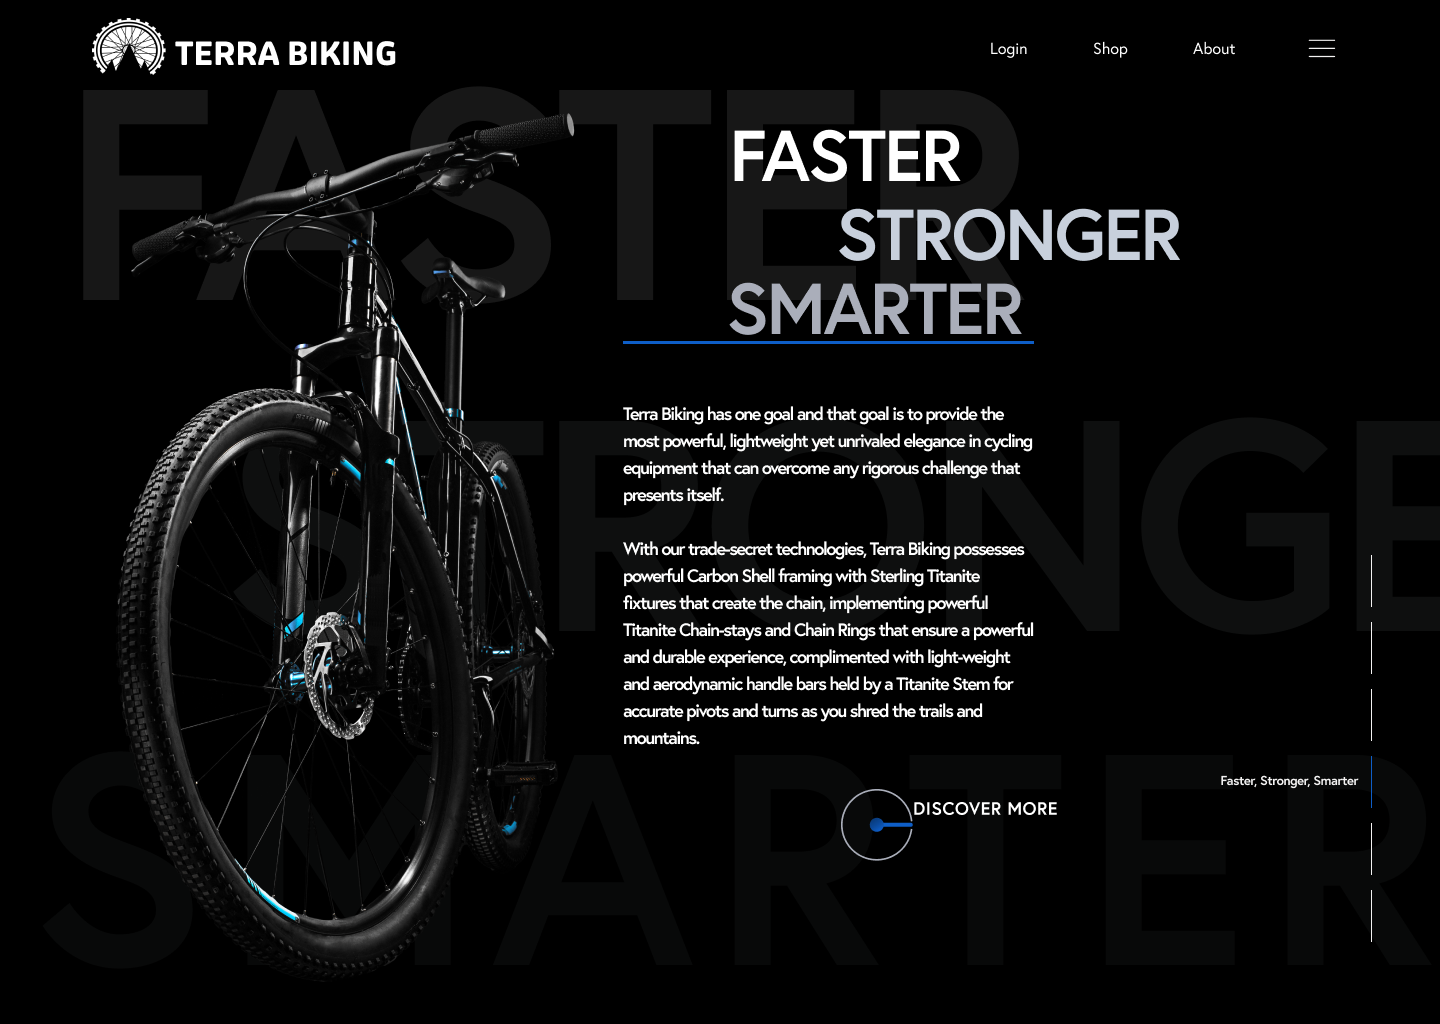 TERRA BIKING
Login
Shop
About
FASTER
FASTER
STRONGER
SMARTER
Terra Biking has one goal and that goal is to provide the
most powerful, lightweight yet unrivaled elegance in cycling
equipment that can overcome any rigorous challenge that
presents itself.
With our trade-secret technologies, Terra Biking possesses
powerful Carbon Shell framing with Sterling Titanite
fixtures that create the chain, implementing powerful
Titanite Chain-stays and Chain Rings that ensure a powerful
and durable experience, complimented with light-weight
and aerodynamic handle bars held by a Titanite Stem for
accurate pivots and turns as you shred the trails and
mountains.
STRONGE
Faster, Stronger, Smarter
DISCOVER MORE
SMARTER